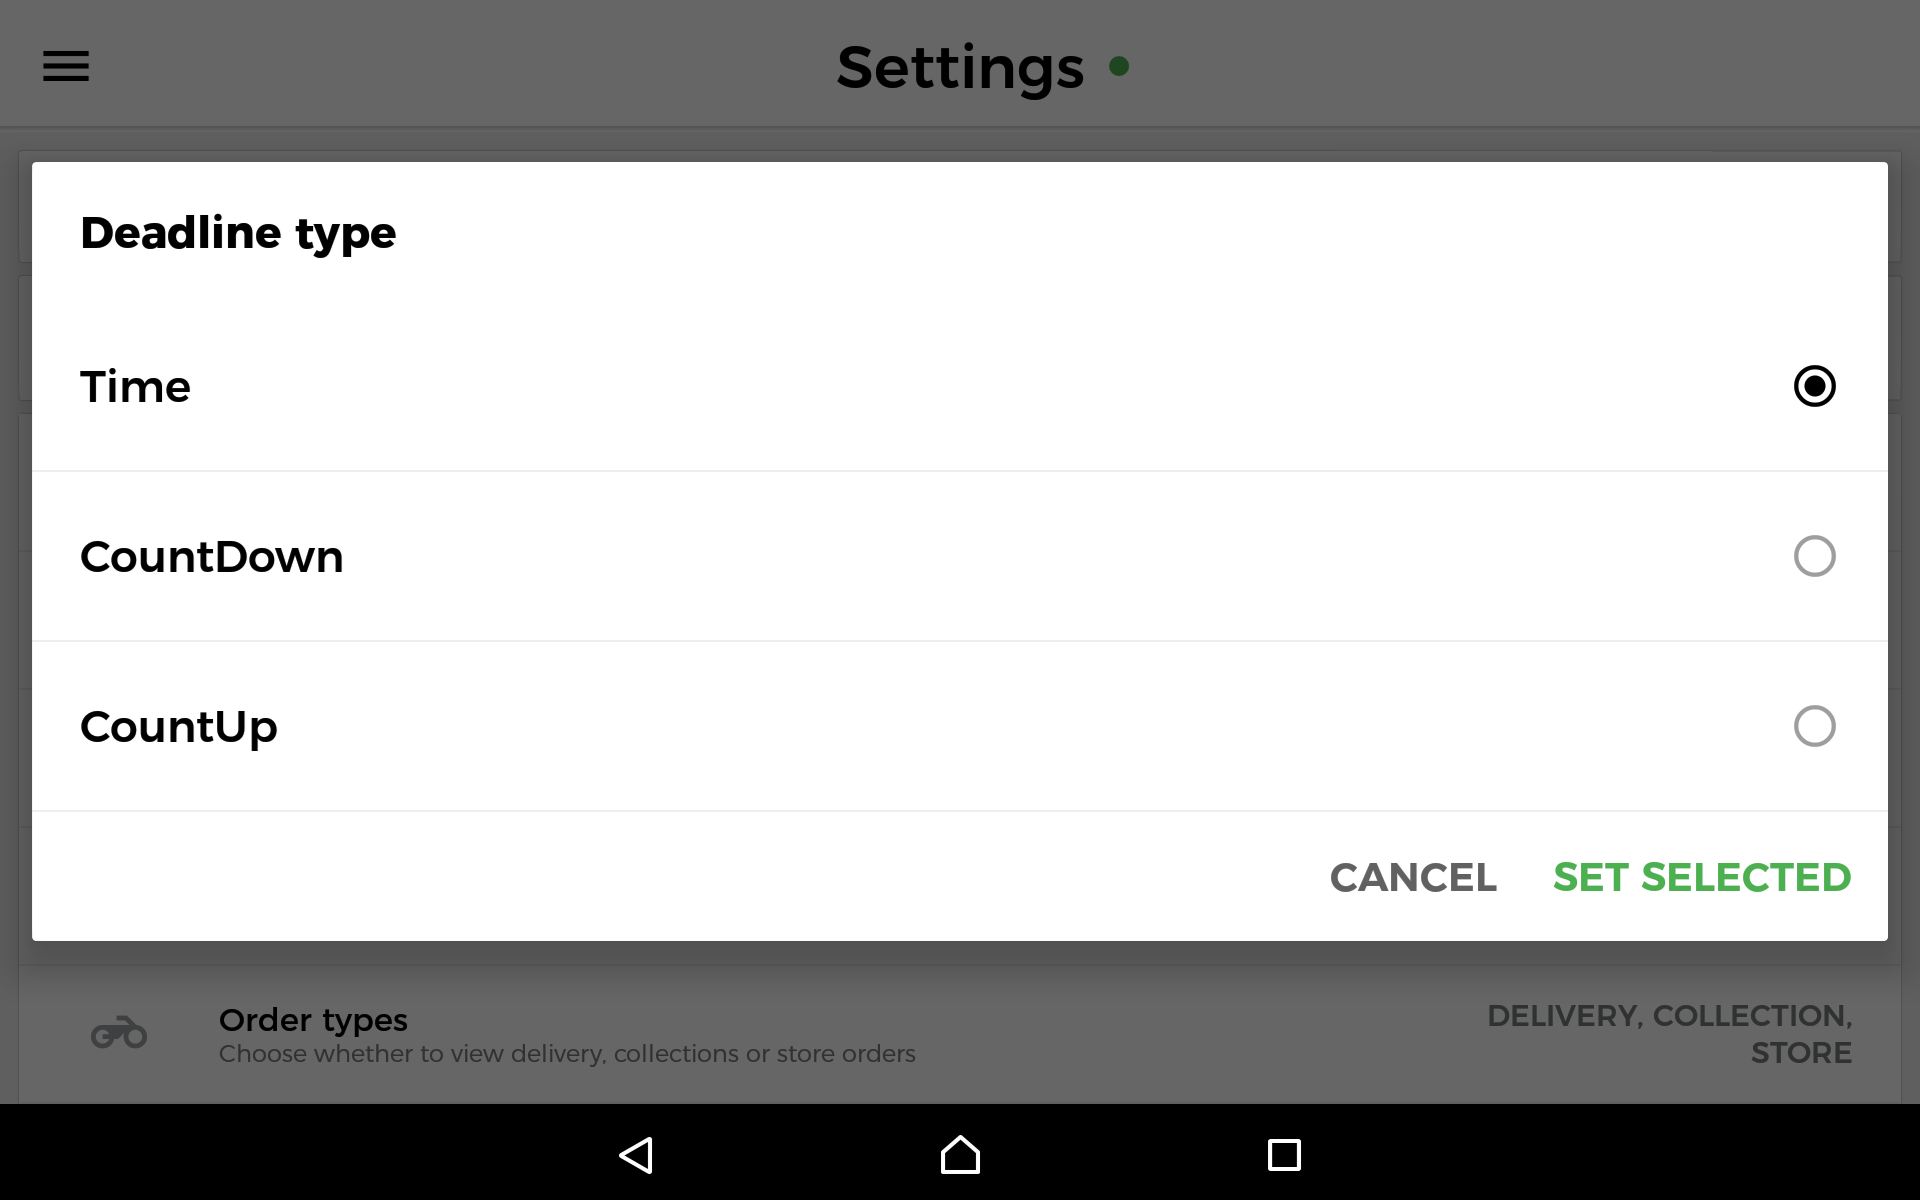 Settings
Deadline type
Time
CountDown
CountUp
CANCEL SET SELECTED
Order types
Choose whether to view delivery, collections or store orders
DELIVERY, COLLECTION,
STORE